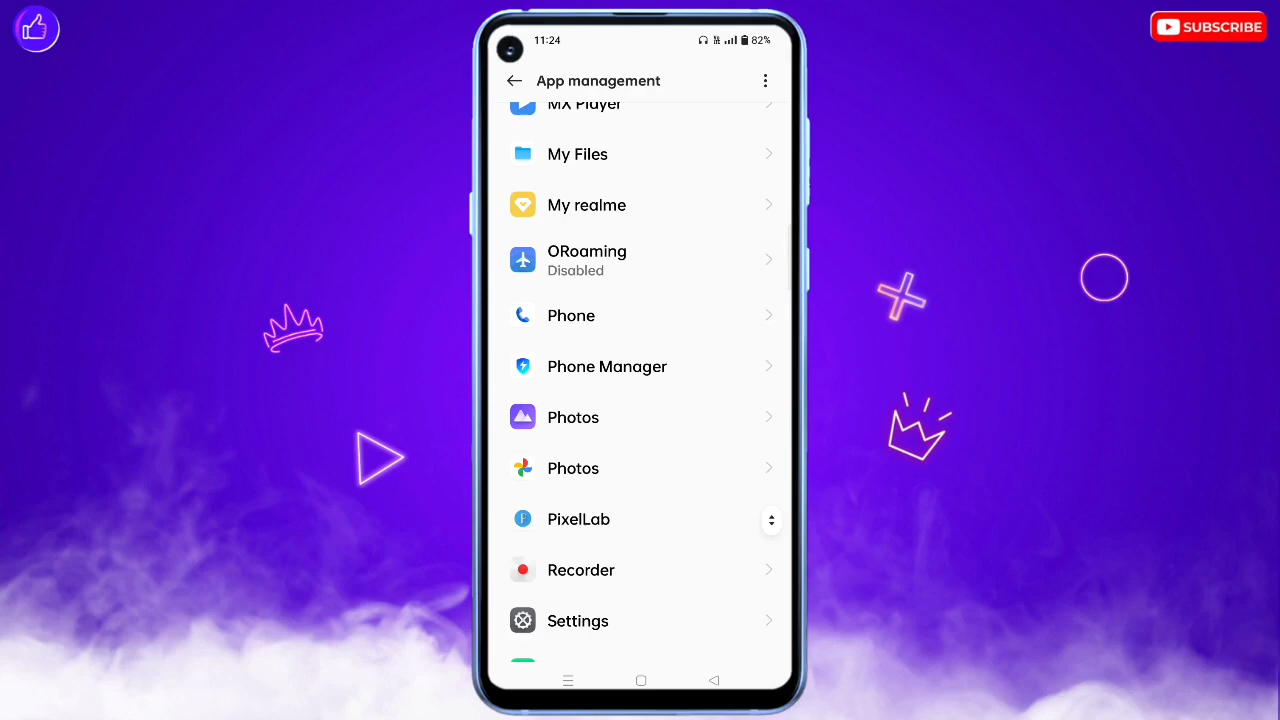 SUBSCRIBE
11:24
82%
App management
MX Player
My Files
My realme
ORoaming
Disabled
Phone
Phone Manager
Photos
Photos
PixelLab
Recorder
Settings